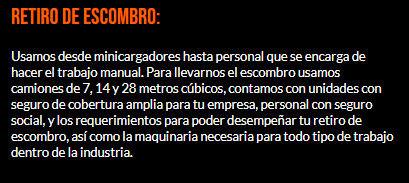 RETIRO DE ESCOMBRO:
Usamos desde minicargadores hasta personal que se encarga de
hacer el trabajo manual. Para llevarnos el escombro usamos
camiones de 7, 14 y 28 metros cúbicos, contamos con unidades con
seguro de cobertura amplia para tu empresa, personal con seguro
social, y los requerimientos para poder desempeñar tu retiro de
escombro, así como la maquinaria necesaria para todo tipo de trabajo
dentro de la industria.